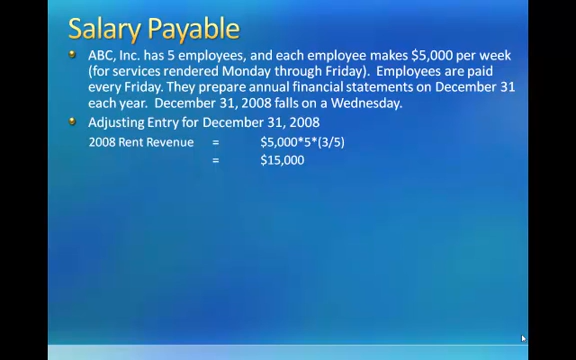 Salary Payable
ABC, Inc. has 5 employees, and each employee makes $5,000 per week
(for services rendered Monday through Friday). Employees are paid
every Friday. They prepare annual financial statements on December 31
each year. December 31, 2008 falls on a Wednesday.
Adjusting Entry for December 31, 2008
2008 Rent Revenue = $5,000*5*(3/5)
= $15,000